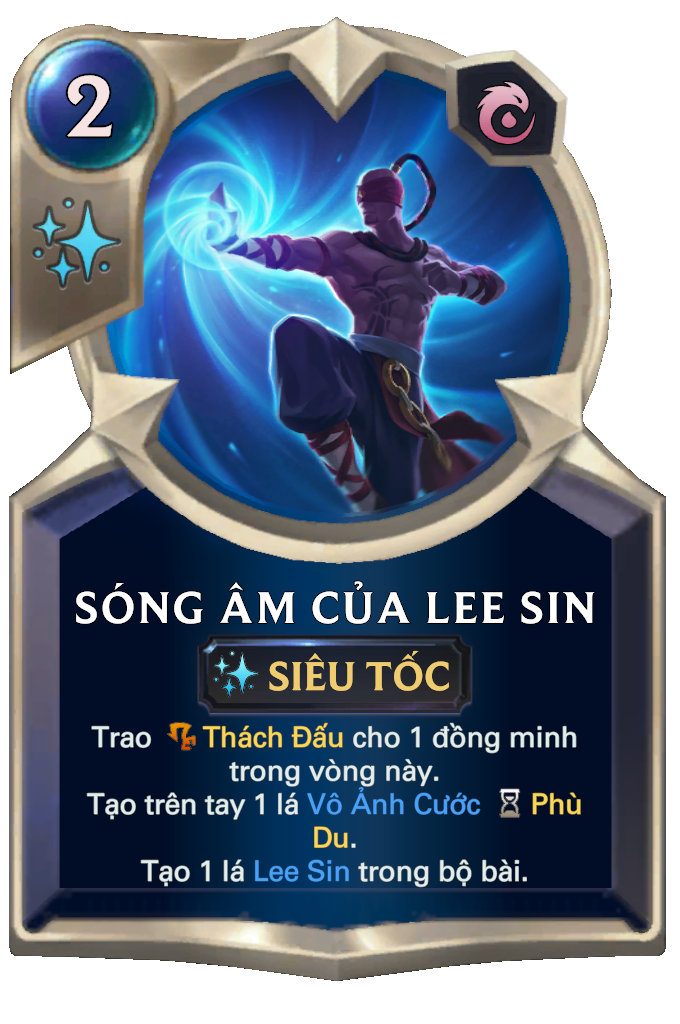 2
SÓNG ÂM CỦA LEE SIN
SIÊU TỐC
Trao Thách Đấu cho 1 đồng minh
trong vòng này.
Tạo trên tay 1 lá Vô Ảnh Cước Phù
Du.
Tạo 1 lá Lee Sin trong bộ bài.